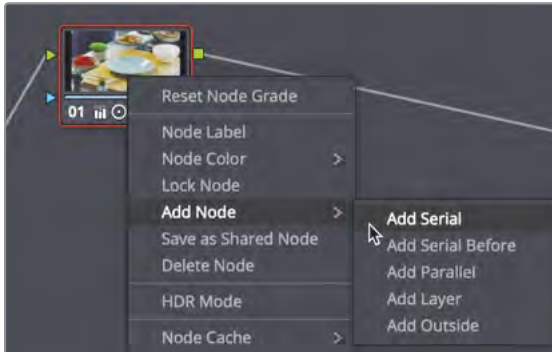 01
Reset Node Grade
Node Label
Node Color >
Lock Node
Add Node >
Save as Shared Node
Delete Node
HDR Mode
Node Cache >
Add Serial
Add Serial Before
Add Parallel
Add Layer
Add Outside